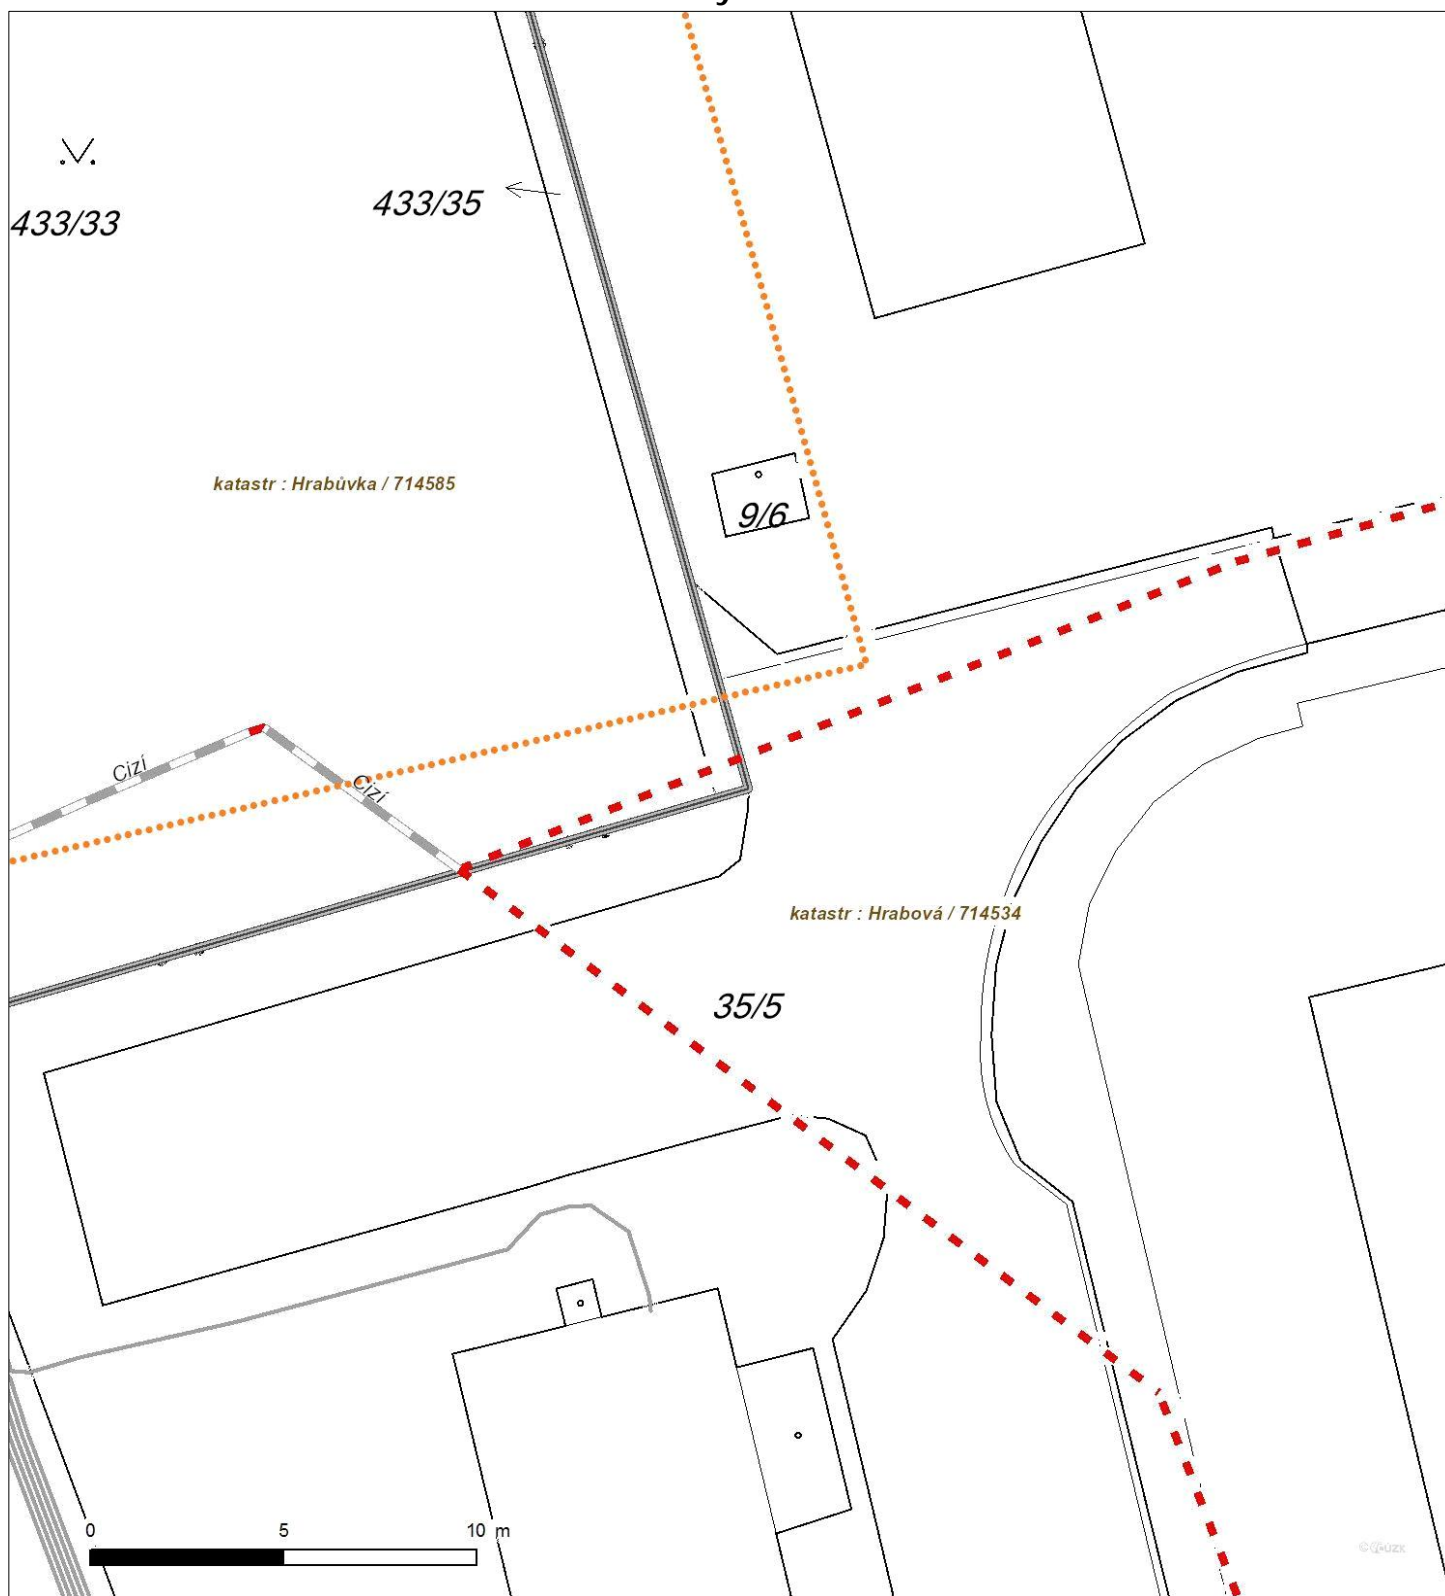 433/35
433/33
katastr : Hrabůvka / 714585
9/6
Cizí
Cizí
katastr : Hrabová / 714534
35/5
0 5 10 m